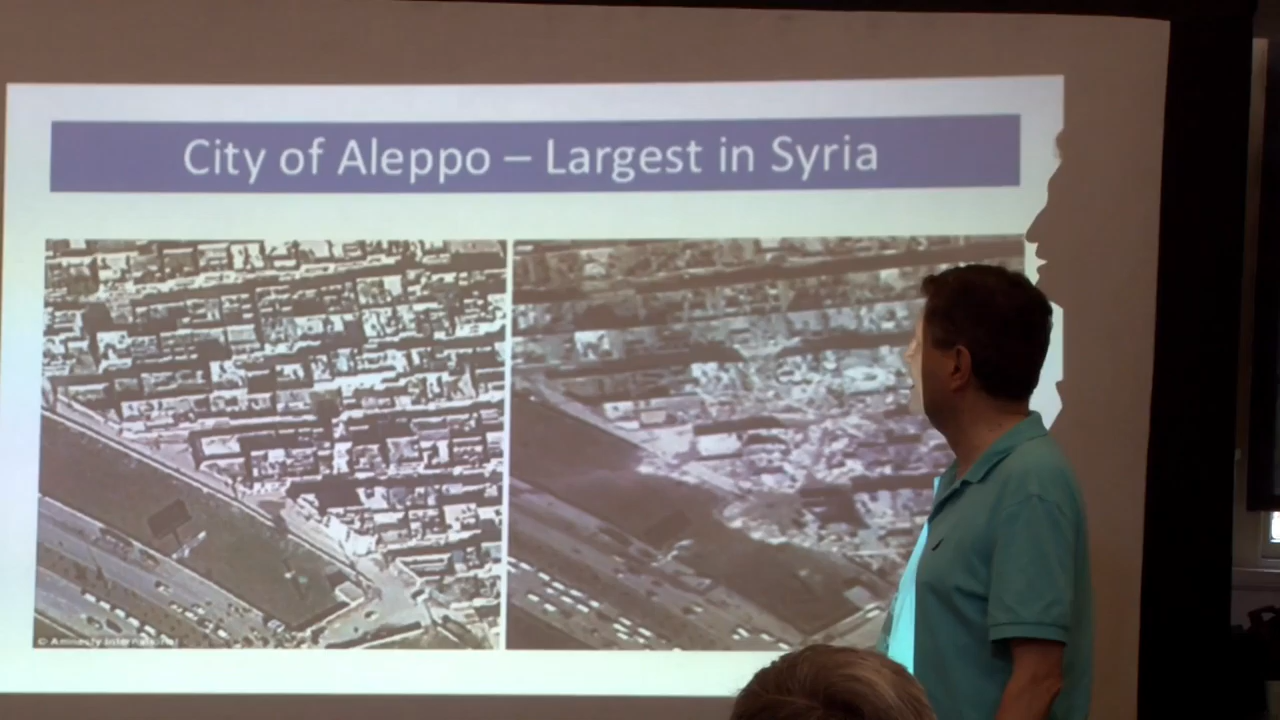 City of Aleppo – Largest in Syria
© Amnesty International